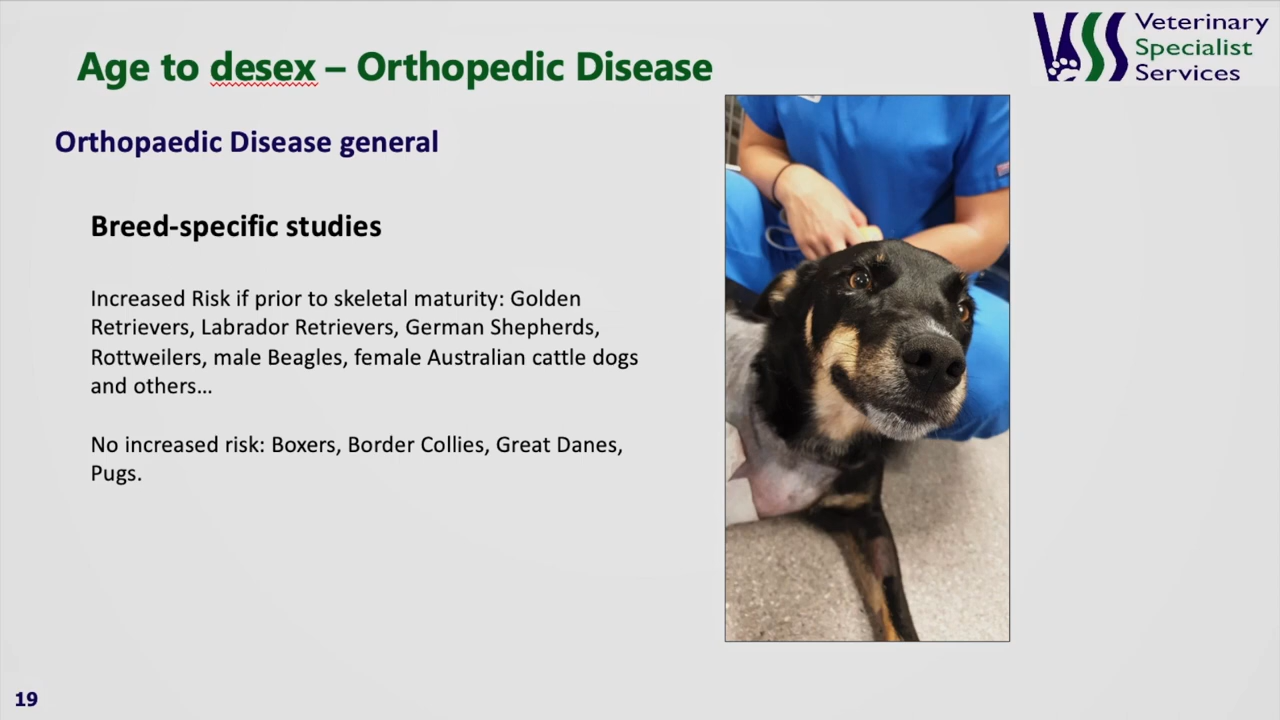 Age to desex – Orthopedic Disease
VSS Veterinary
Specialist
Services
Orthopaedic Disease general
Breed-specific studies
Increased Risk if prior to skeletal maturity: Golden
Retrievers, Labrador Retrievers, German Shepherds,
Rottweilers, male Beagles, female Australian cattle dogs
and others...
No increased risk: Boxers, Border Collies, Great Danes,
Pugs.
19